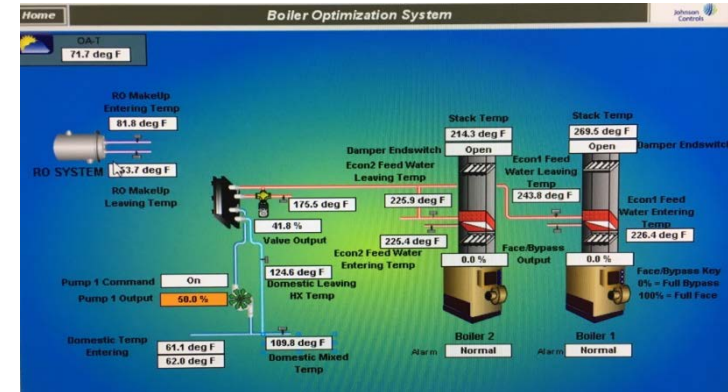 Home
Boiler Optimization System
Johnson
Controls
OA-T
71.7 deg F
RO MakeUp
Entering Temp
81.8 deg F
RO SYSTEM
53.7 deg F
RO MakeUp
Leaving Temp
175.5 deg F
41.8 %
Valve Output
124.6 deg F
Domestic Leaving
HX Temp
Pump 1 Command
On
Pump 1 Output
50.0 %
Domestic Temp
Entering
61.1 deg F
62.0 deg F
109.8 deg F
Domestic Mixed
Temp
Stack Temp
214.3 deg F
Damper Endswitch
Open
Econ2 Feed Water
Leaving Temp
225.9 deg F
225.4 deg F
Econ2 Feed Water
Entering Temp
0.0 %
Face/Bypass
Output
Boiler 2
Alarm
Normal
Stack Temp
269.5 deg F
Open
Damper Endswitch
Econ1 Feed
Water Leaving
Temp
243.8 deg F
Econ1 Feed
Water Entering
Temp
226.4 deg F
0.0 %
Face/Bypass Key
0% = Full Bypass
100% = Full Face
Boiler 1
Alarm
Normal